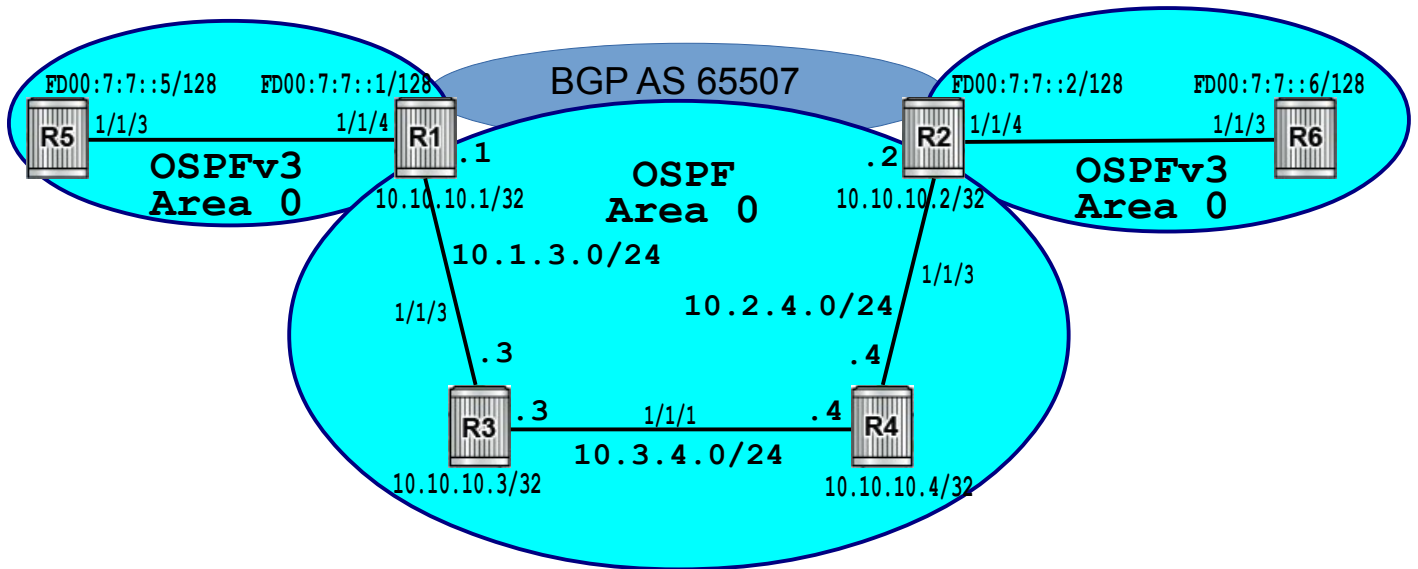 BGP AS 65507
FD00:7:7::5/128
FD00:7:7::1/128
FD00:7:7::2/128
FD00:7:7::6/128
R5
1/1/3
1/1/4
R1
.1
R2
1/1/4
1/1/3
R6
.2
OSPFv3
Area 0
OSPF
Area 0
OSPFv3
Area 0
10.10.10.1/32
10.10.10.2/32
10.1.3.0/24
1/1/3
10.2.4.0/24
1/1/3
.3
.4
R3
.3
1/1/1
.4
R4
10.3.4.0/24
10.10.10.3/32
10.10.10.4/32